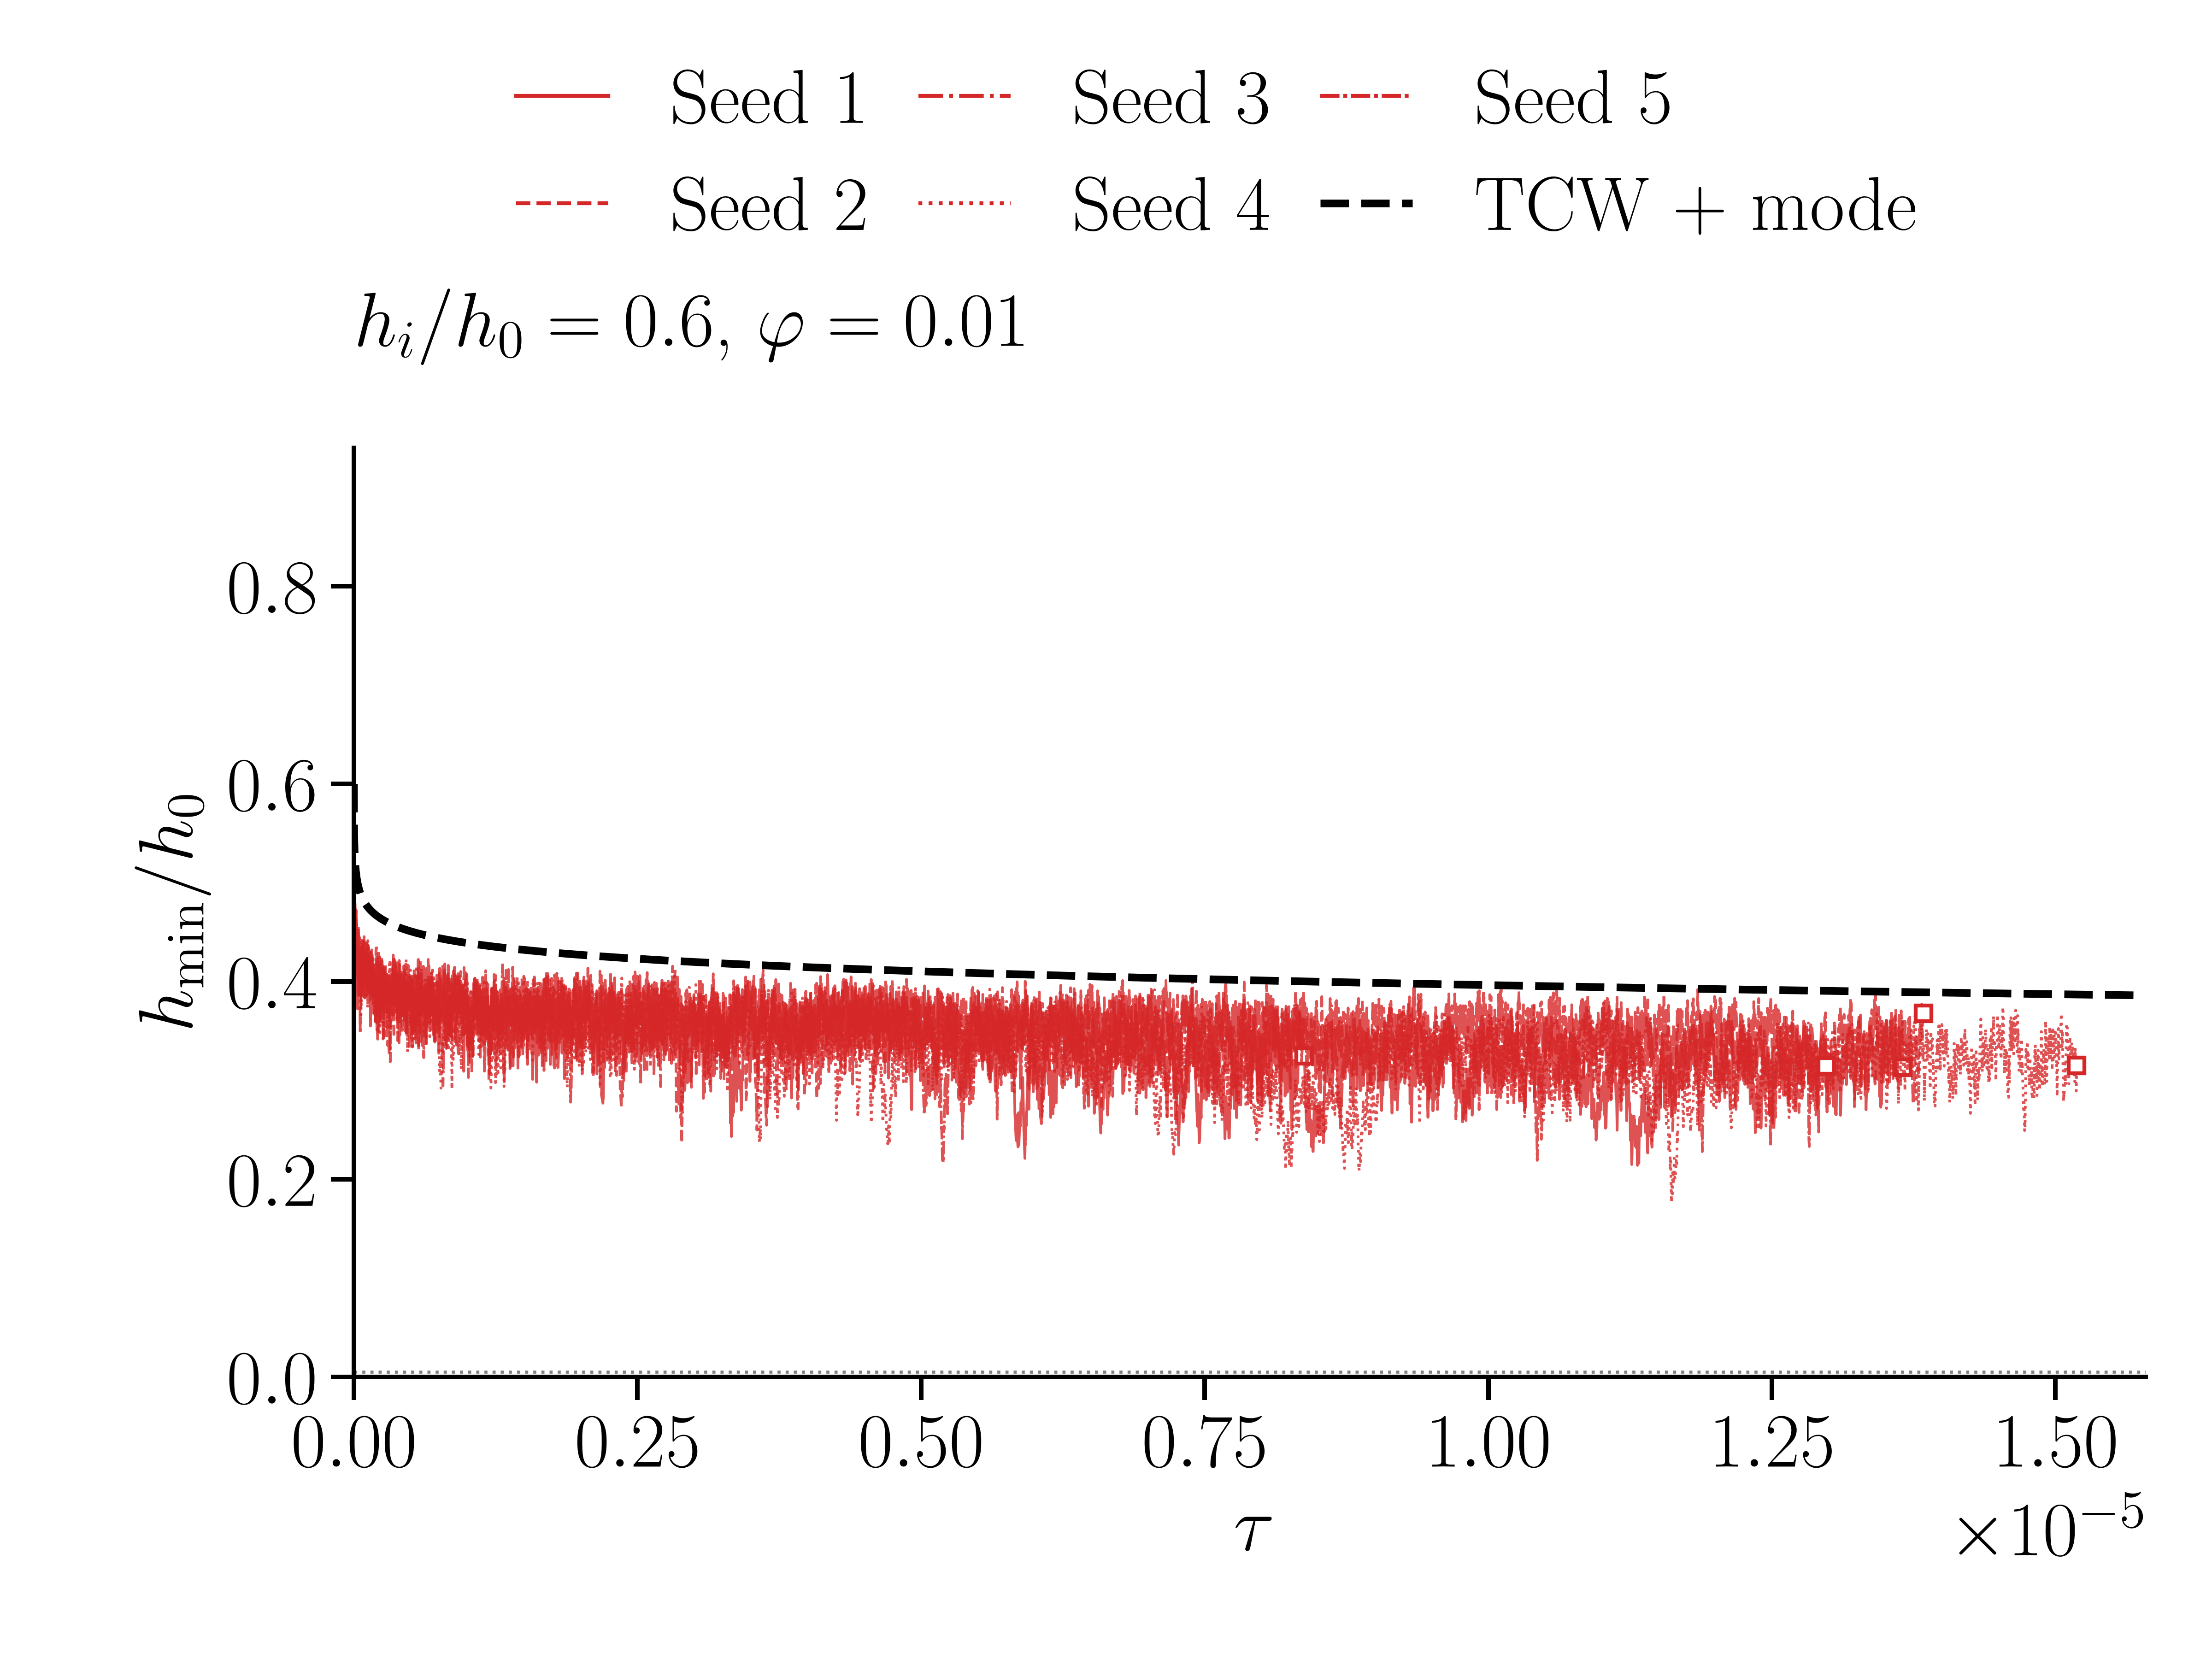 Seed 1 Seed 3 Seed 5
Seed 2 Seed 4 TCW + mode
h_i/h_0 = 0.6, φ = 0.01
h_min/h_0
0.8
0.6
0.4
0.2
0.0
0.00 0.25 0.50 0.75 1.00 1.25 1.50
τ
×10⁻⁵